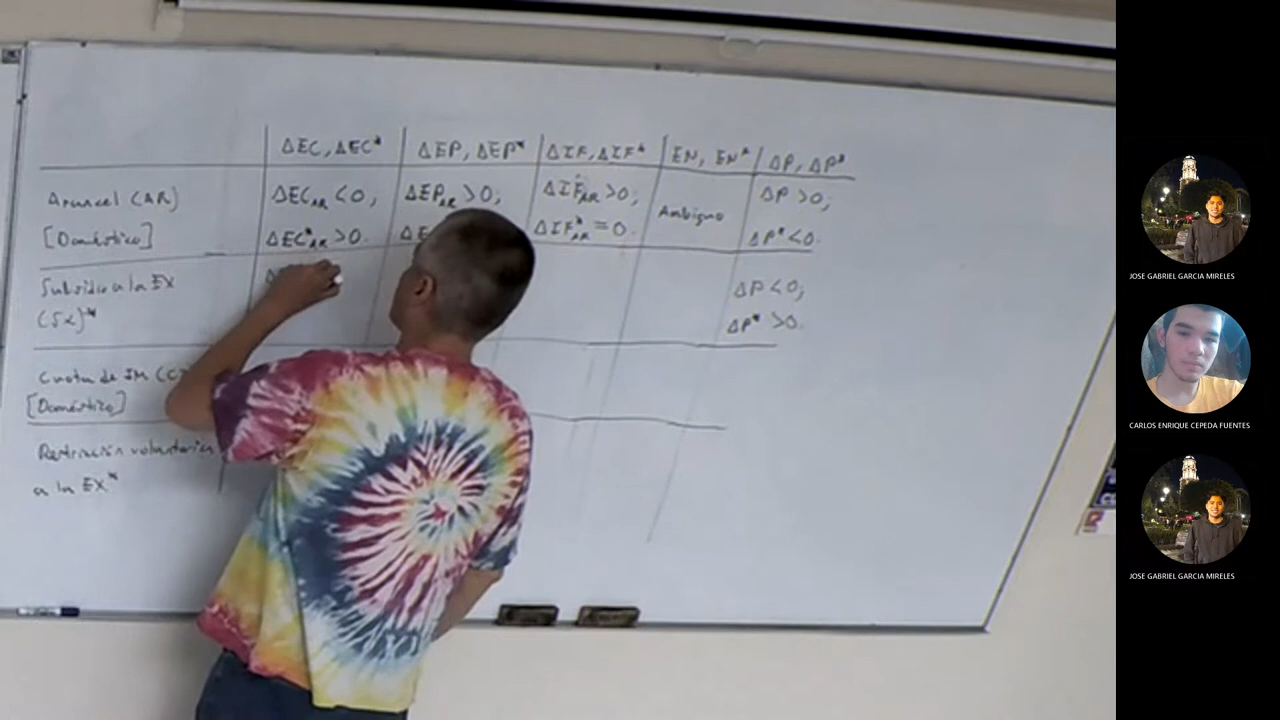 ΔEC, ΔEC* ΔEP, ΔEP* ΔIF, ΔIF* EN, EN* ΔP, ΔP*
Arancel (AR) ΔEC_AR < 0, ΔEP_AR > 0; ΔIF_AR > 0; Ambiguo ΔP > 0;
[Doméstico] ΔEC*_AR > 0. ΔIF*_AR = 0. ΔP* < 0.
Subsidio a la EX ΔP < 0;
(SX)* ΔP* > 0.
Cuota de IM
[Doméstico]
Restricción voluntaria
a la EX*
JOSE GABRIEL GARCIA MIRELES
CARLOS ENRIQUE CEPEDA FUENTES
JOSE GABRIEL GARCIA MIRELES